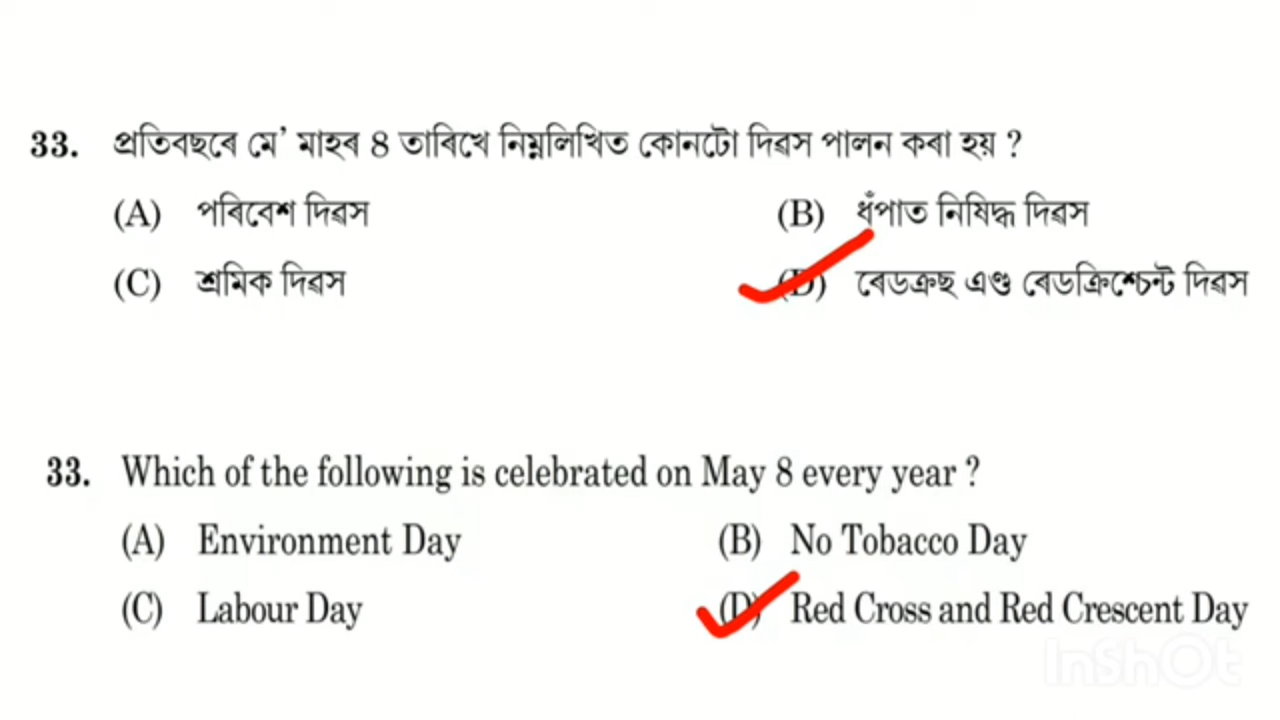 33. প্ৰতিবছৰে মে’ মাহৰ 8 তাৰিখে নিম্নলিখিত কোনটো দিৱস পালন কৰা হয় ?
(A) পৰিবেশ দিৱস (B) ধঁপাত নিষিদ্ধ দিৱস
(C) শ্ৰমিক দিৱস (D) ৰেডক্ৰছ এণ্ড ৰেডক্ৰিশ্চেন্ট দিৱস
33. Which of the following is celebrated on May 8 every year ?
(A) Environment Day (B) No Tobacco Day
(C) Labour Day (D) Red Cross and Red Crescent Day
InShOt